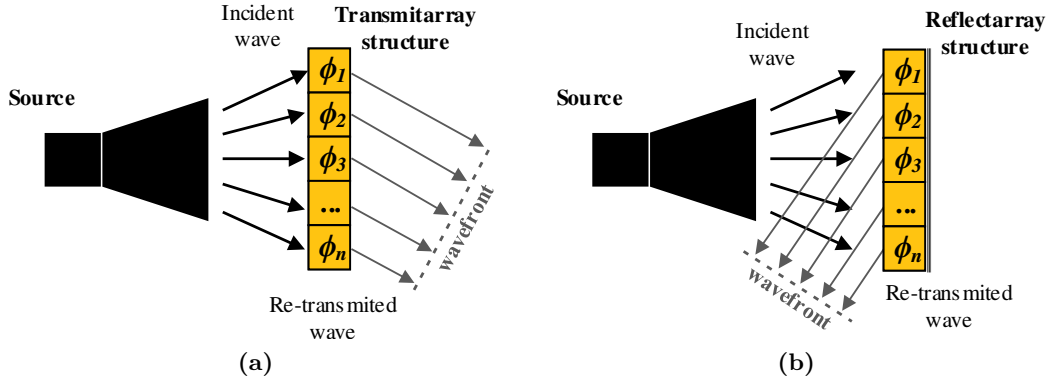 Incident
wave
Transmitarray
structure
Source
ϕ1
ϕ2
ϕ3
...
ϕn
wavefront
Re-transmited
wave
(a)
Incident
wave
Reflectarray
structure
Source
ϕ1
ϕ2
ϕ3
...
ϕn
wavefront
Re-transmited
wave
(b)